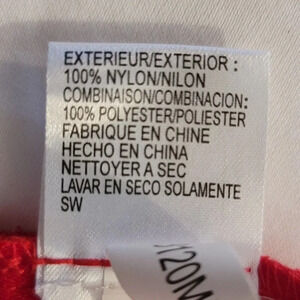 EXTERIEUR/EXTERIOR :
100% NYLON/NILON
COMBINAISON/COMBINACION:
100% POLYESTER/POLIESTER
FABRIQUE EN CHINE
HECHO EN CHINA
NETTOYER A SEC
LAVAR EN SECO SOLAMENTE
SW